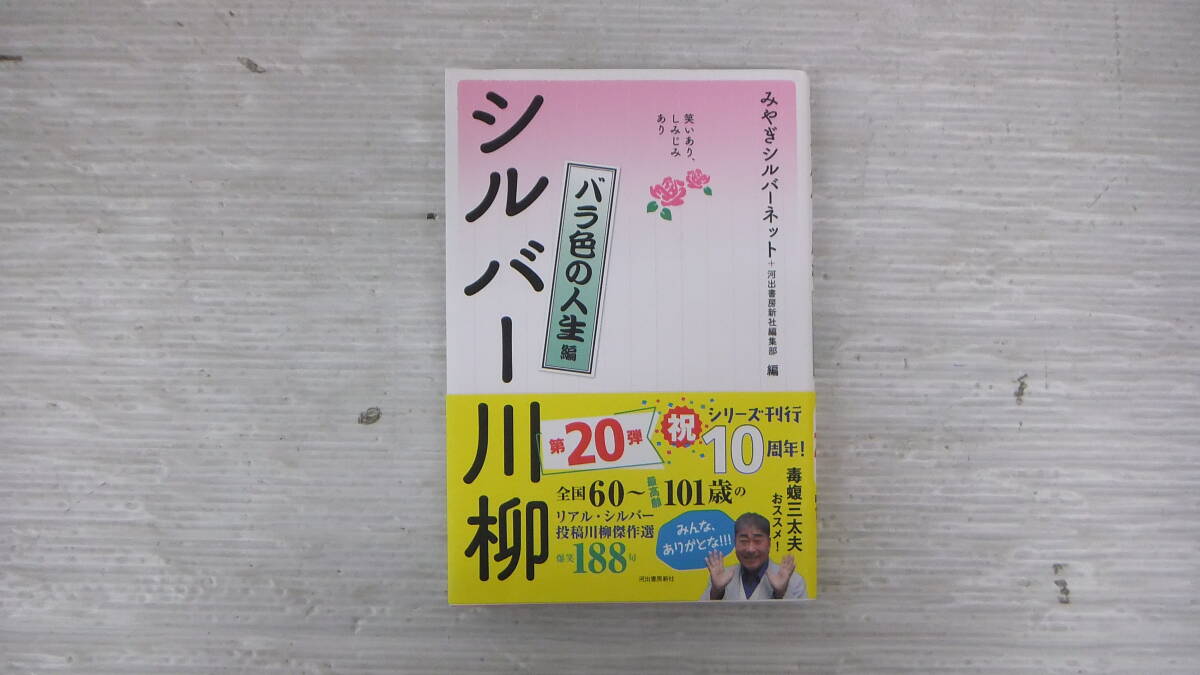 みやぎシルバーネット+河出書房新社編集部 編
笑いあり、
しみじみ
あり
バラ色の人生編
シルバー川柳
第20弾
祝
シリーズ刊行
10周年!
全国60〜最高齢101歳の
リアル・シルバー
投稿川柳傑作選
爆笑188句
毒蝮三太夫
おススメ!
みんな、
ありがとな!!!
河出書房新社